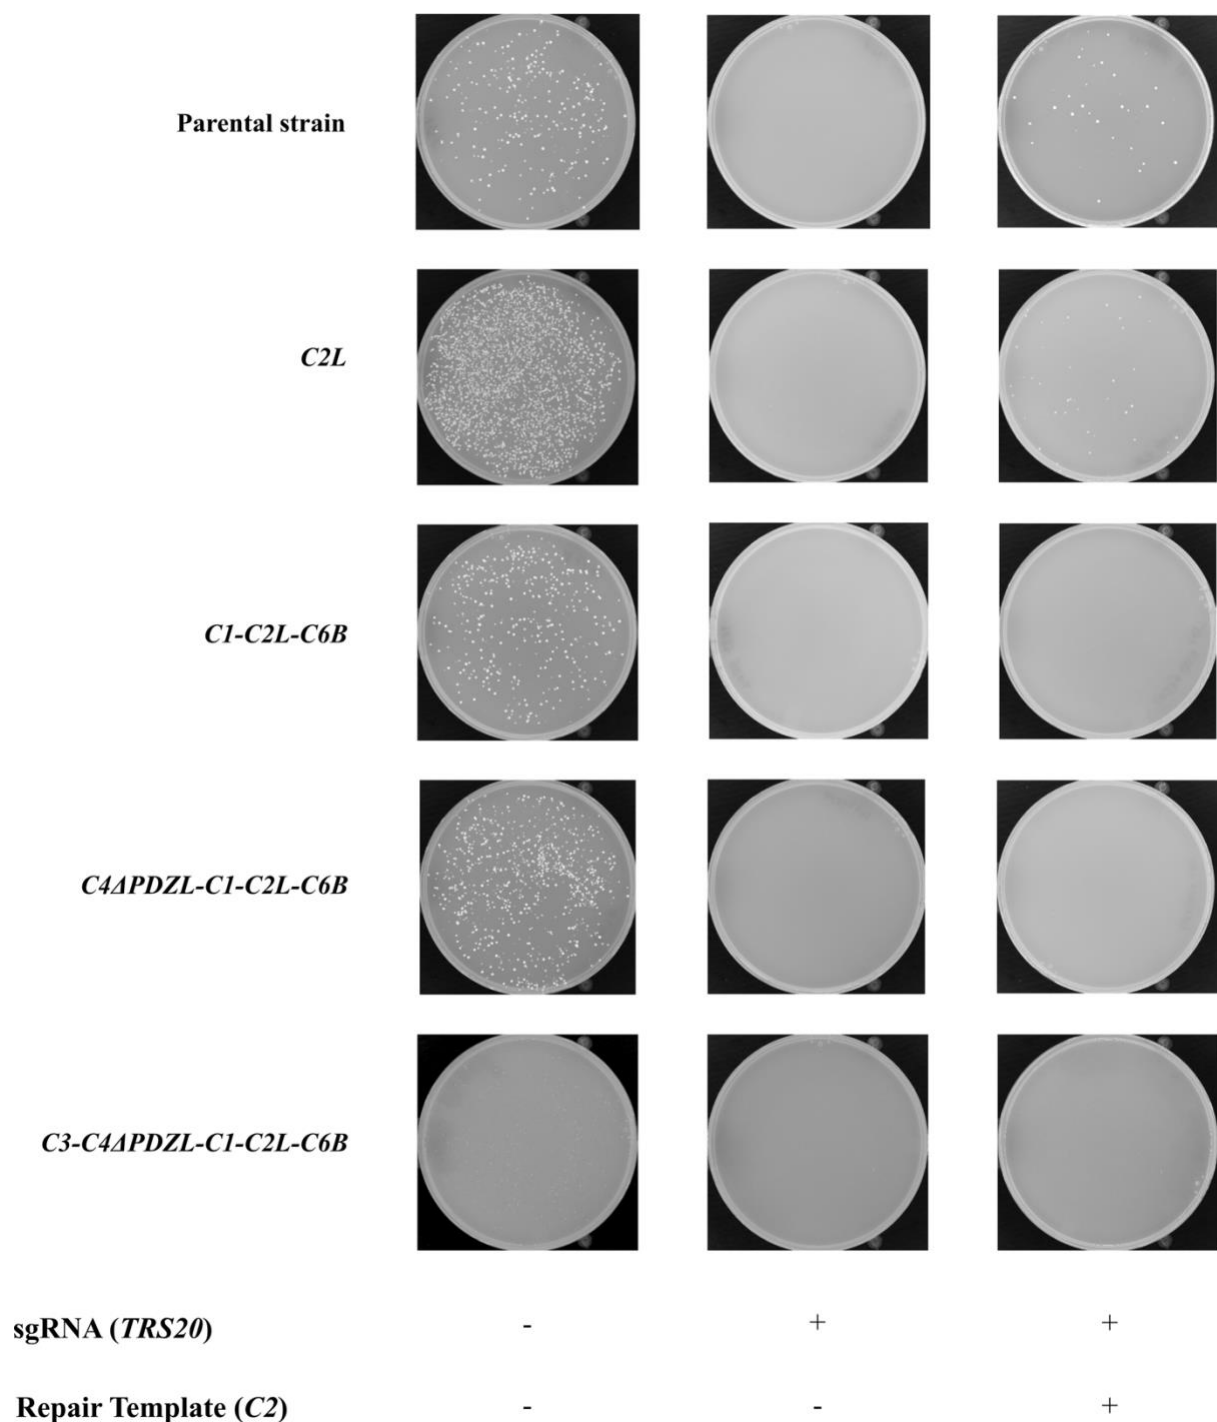 Parental strain
C2L
C1-C2L-C6B
C4ΔPDZL-C1-C2L-C6B
C3-C4ΔPDZL-C1-C2L-C6B
sgRNA (TRS20) - + +
Repair Template (C2) - - +